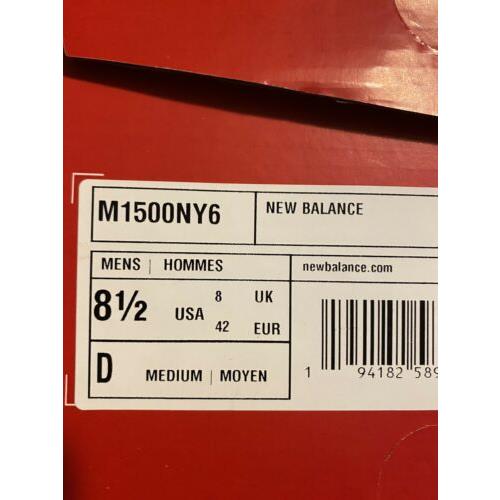 M1500NY6 NEW BALANCE
MENS | HOMMES newbalance.com
8½ USA 8 UK
42 EUR
D MEDIUM | MOYEN
1 94182 589